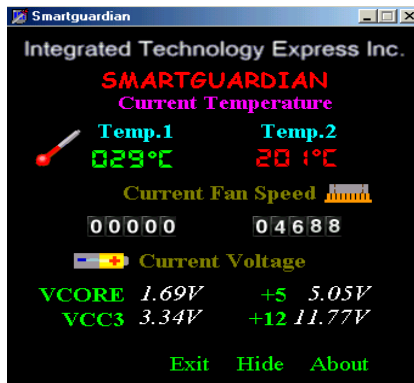 Smartguardian
Integrated Technology Express Inc.
SMARTGUARDIAN
Current Temperature
Temp.1 Temp.2
029°C 201°C
Current Fan Speed
00000 04688
Current Voltage
VCORE 1.69V +5 5.05V
VCC3 3.34V +12 11.77V
Exit Hide About